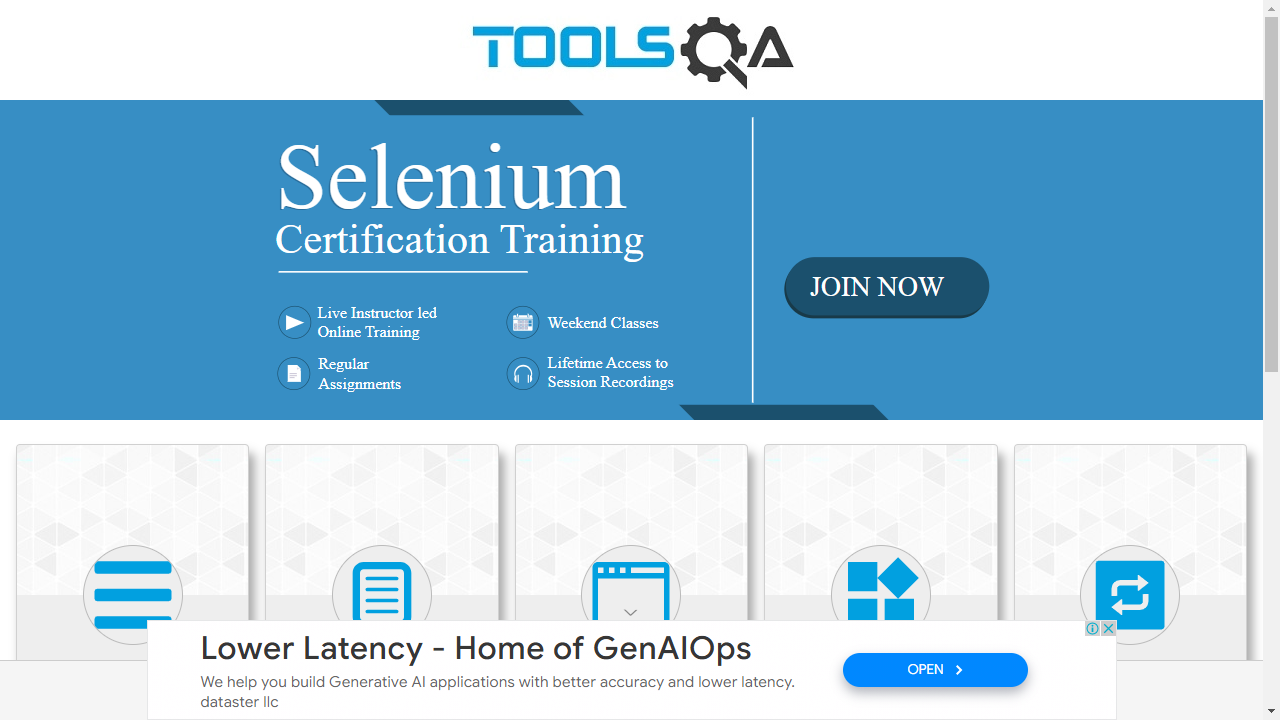 TOOLSQA
Selenium
Certification Training
JOIN NOW
Live Instructor led
Online Training
Weekend Classes
Regular
Assignments
Lifetime Access to
Session Recordings
Lower Latency - Home of GenAIOps
We help you build Generative AI applications with better accuracy and lower latency.
dataster llc
OPEN